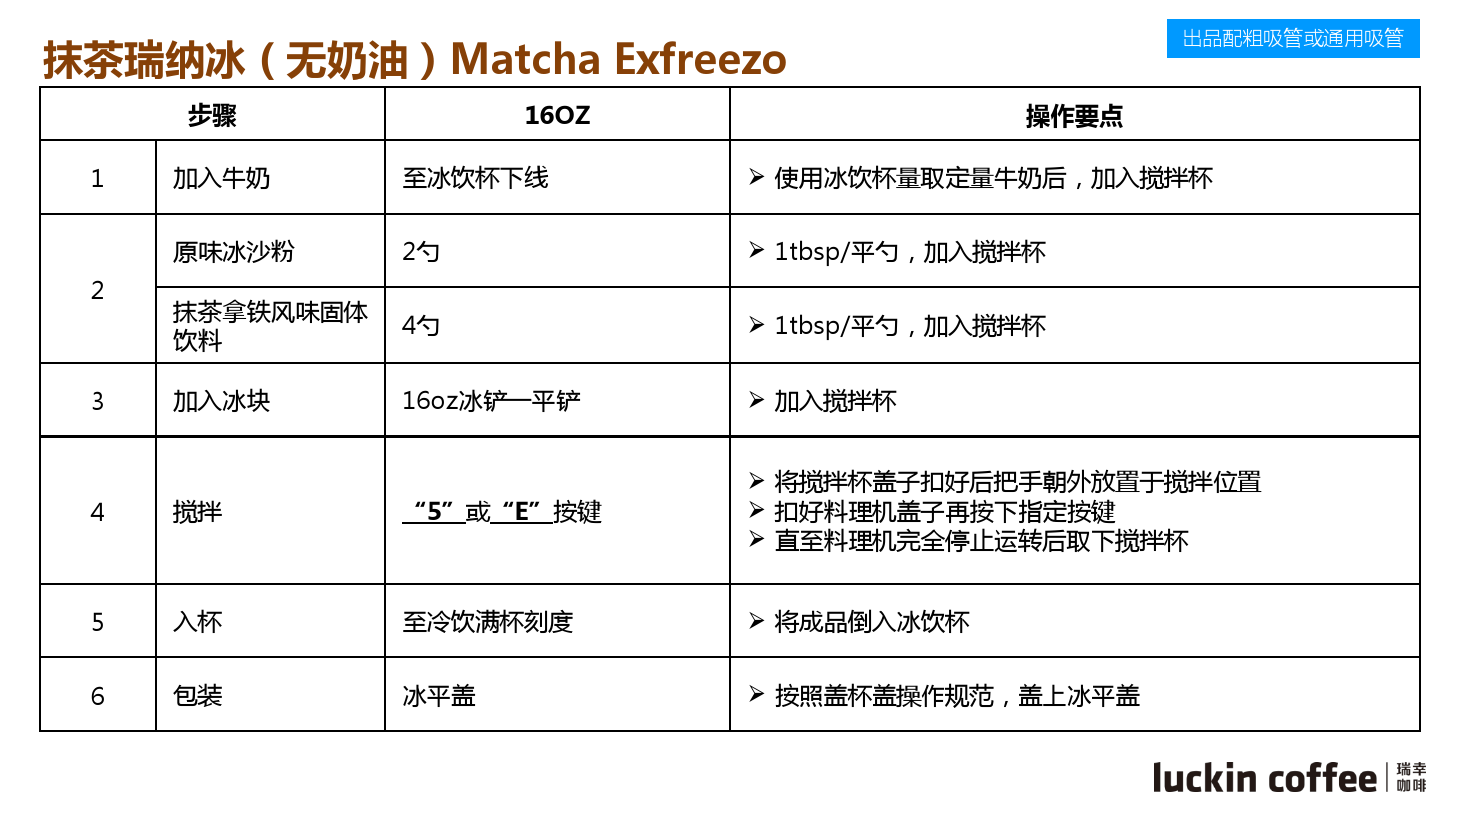 出品配粗吸管或通用吸管
抹茶瑞纳冰（无奶油）Matcha Exfreezo
步骤 16OZ 操作要点
1 加入牛奶 至冰饮杯下线 ➢ 使用冰饮杯量取定量牛奶后，加入搅拌杯
2 原味冰沙粉 2勺 ➢ 1tbsp/平勺，加入搅拌杯
抹茶拿铁风味固体
饮料 4勺 ➢ 1tbsp/平勺，加入搅拌杯
3 加入冰块 16oz冰铲一平铲 ➢ 加入搅拌杯
4 搅拌 “5”或“E”按键 ➢ 将搅拌杯盖子扣好后把手朝外放置于搅拌位置
➢ 扣好料理机盖子再按下指定按键
➢ 直至料理机完全停止运转后取下搅拌杯
5 入杯 至冷饮满杯刻度 ➢ 将成品倒入冰饮杯
6 包装 冰平盖 ➢ 按照盖杯盖操作规范，盖上冰平盖
luckin coffee 瑞幸
咖啡